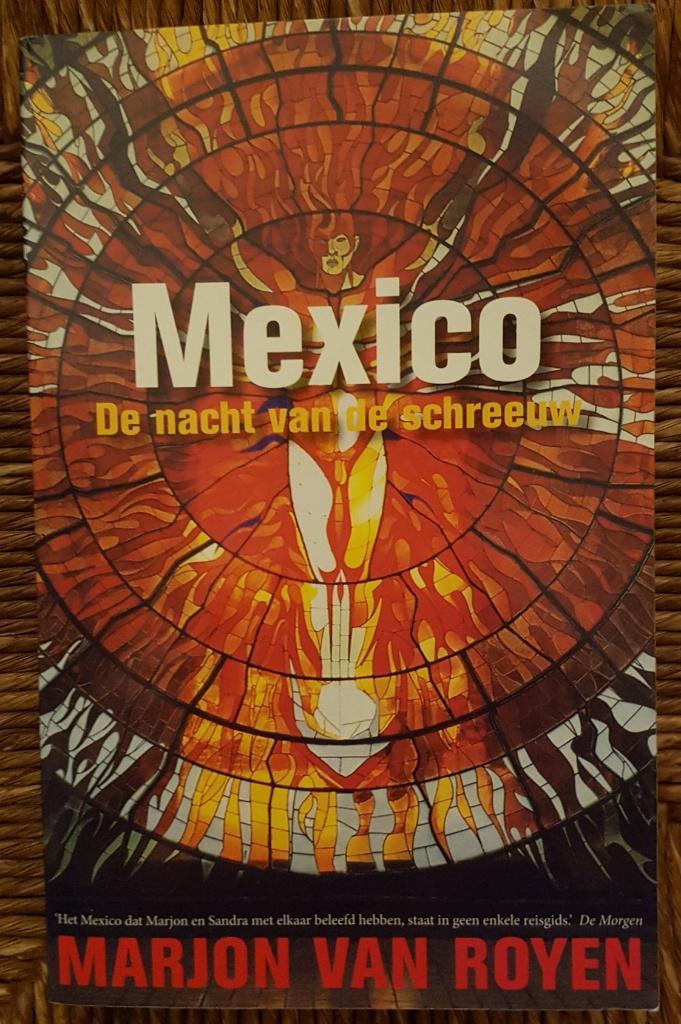 Mexico
De nacht van de schreeuw
'Het Mexico dat Marjon en Sandra met elkaar beleefd hebben, staat in geen enkele reisgids.' De Morgen
MARJON VAN ROYEN